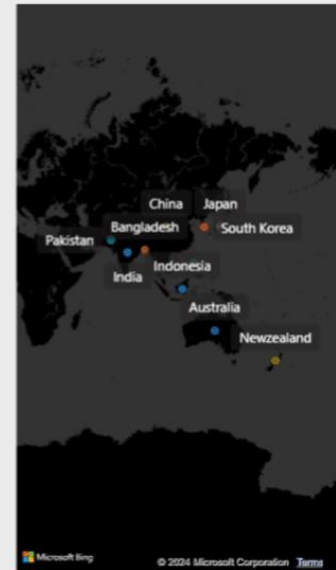 China Japan
Bangladesh South Korea
Pakistan
India Indonesia
Australia
Newzealand
Microsoft Bing © 2024 Microsoft Corporation Terms